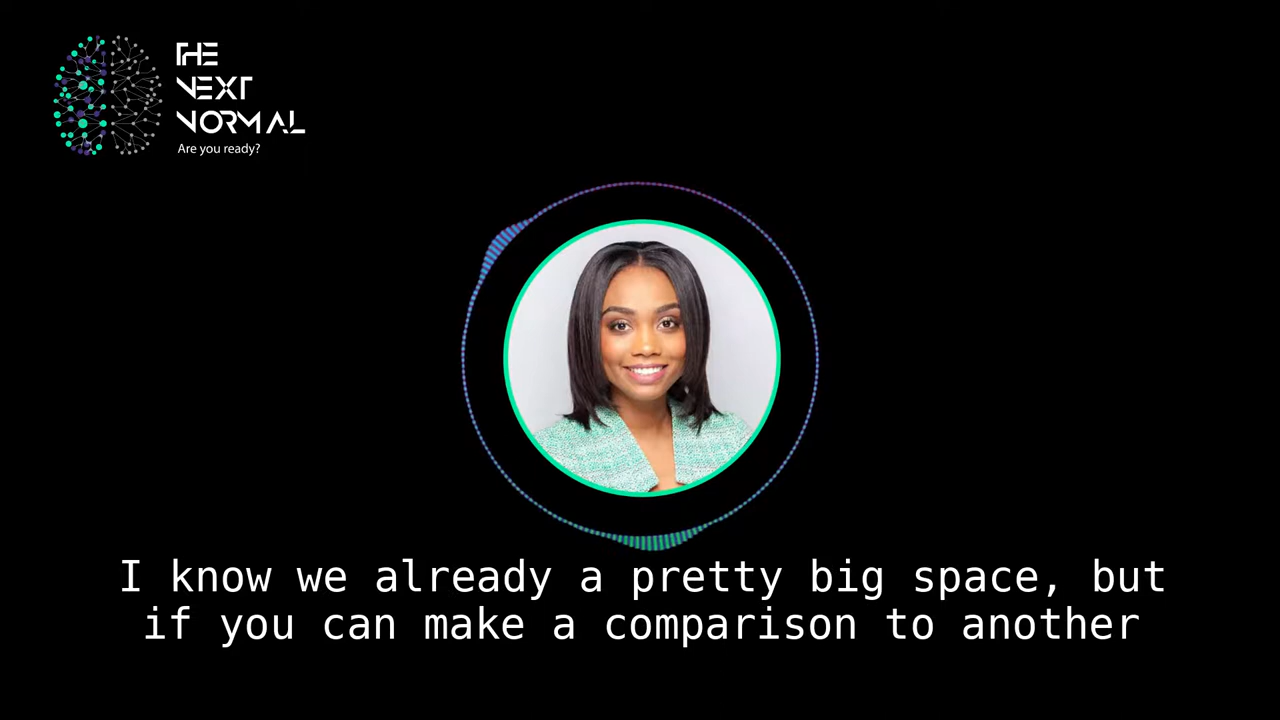 THE
NEXT
NORMAL
Are you ready?
I know we already a pretty big space, but
if you can make a comparison to another